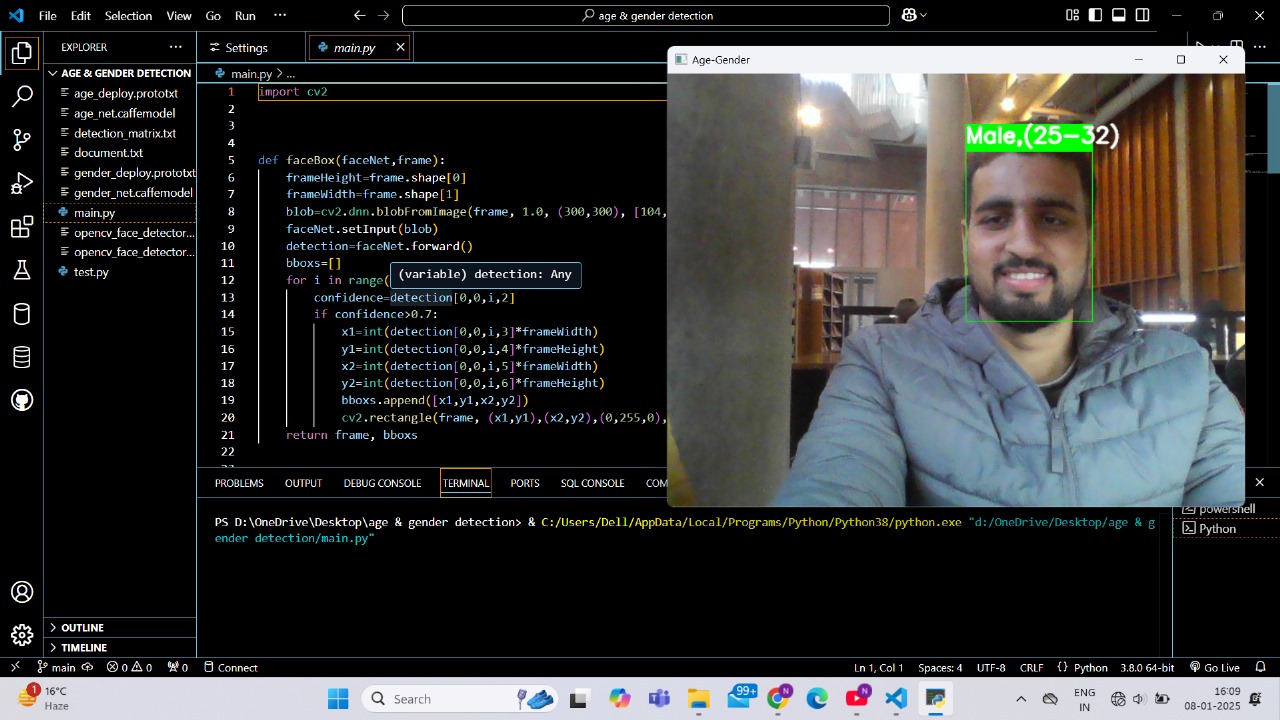 File Edit Selection View Go Run ··· age & gender detection
EXPLORER ···
AGE & GENDER DETECTION
age_deploy.prototxt
age_net.caffemodel
detection_matrix.txt
document.txt
gender_deploy.prototxt
gender_net.caffemodel
main.py
opencv_face_detector...
opencv_face_detector...
test.py
OUTLINE
TIMELINE
Settings main.py
main.py > ...
1 import cv2
2
3
4
5 def faceBox(faceNet,frame):
6 frameHeight=frame.shape[0]
7 frameWidth=frame.shape[1]
8 blob=cv2.dnn.blobFromImage(frame, 1.0, (300,300), [104,
9 faceNet.setInput(blob)
10 detection=faceNet.forward()
11 bboxs=[]
12 for i in range(
(variable) detection: Any
13 confidence=detection[0,0,i,2]
14 if confidence>0.7:
15 x1=int(detection[0,0,i,3]*frameWidth)
16 y1=int(detection[0,0,i,4]*frameHeight)
17 x2=int(detection[0,0,i,5]*frameWidth)
18 y2=int(detection[0,0,i,6]*frameHeight)
19 bboxs.append([x1,y1,x2,y2])
20 cv2.rectangle(frame, (x1,y1),(x2,y2),(0,255,0),
21 return frame, bboxs
22
Age-Gender
Male,(25-32)
PROBLEMS OUTPUT DEBUG CONSOLE TERMINAL PORTS SQL CONSOLE COM
PS D:\OneDrive\Desktop\age & gender detection> & C:/Users/Dell/AppData/Local/Programs/Python/Python38/python.exe "d:/OneDrive/Desktop/age & g
ender detection/main.py"
powershell
Python
main 0 0 0 Connect Ln 1, Col 1 Spaces: 4 UTF-8 CRLF {} Python 3.8.0 64-bit Go Live
1 16°C
Haze
Search
99+
N
N
ENG
IN
16:09
08-01-2025